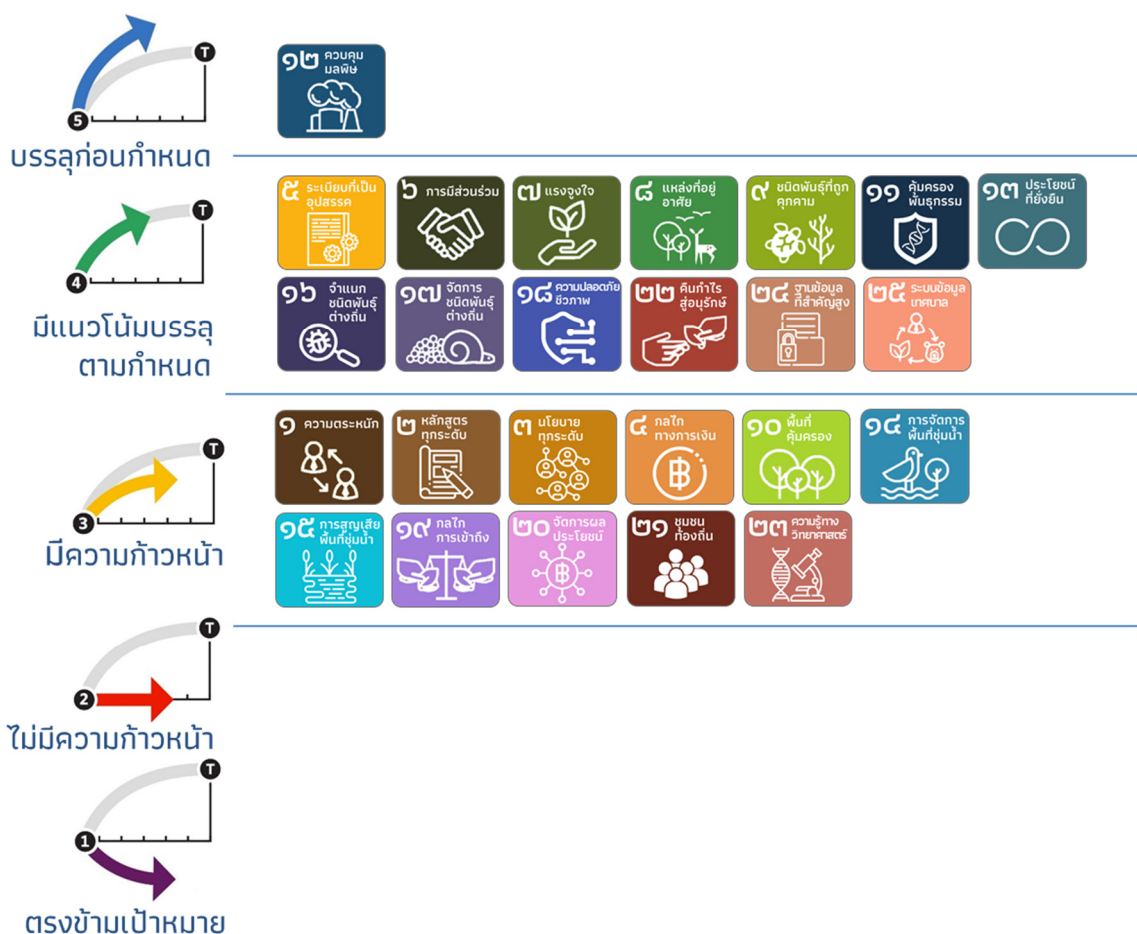 T
5
บรรลุก่อนกำหนด
๑๒ ควบคุม
มลพิษ
T
4
มีแนวโน้มบรรลุ
ตามกำหนด
๕ ระเบียบที่เป็น
อุปสรรค
๖ การมีส่วนร่วม
๗ แรงจูงใจ
๘ แหล่งที่อยู่
อาศัย
๙ ชนิดพันธุ์ที่ถูก
คุกคาม
๑๑ คุ้มครอง
พันธุกรรม
๑๓ ประโยชน์
ที่ยั่งยืน
๑๖ จำแนก
ชนิดพันธุ์
ต่างถิ่น
๑๗ จัดการ
ชนิดพันธุ์
ต่างถิ่น
๑๘ ความปลอดภัย
ชีวภาพ
๒๒ คืนกำไร
สู่อนุรักษ์
๒๔ ฐานข้อมูล
ที่สำคัญสูง
๒๕ ระบบข้อมูล
เทศบาล
T
3
มีความก้าวหน้า
๑ ความตระหนัก
๒ หลักสูตร
ทุกระดับ
๓ นโยบาย
ทุกระดับ
๔ กลไก
ทางการเงิน
๑๐ พื้นที่
คุ้มครอง
๑๔ การจัดการ
พื้นที่ชุ่มน้ำ
๑๕ การสูญเสีย
พื้นที่ชุ่มน้ำ
๑๙ กลไก
การเข้าถึง
๒๐ จัดการผล
ประโยชน์
๒๑ ชุมชน
ท้องถิ่น
๒๓ ความรู้ทาง
วิทยาศาสตร์
T
2
ไม่มีความก้าวหน้า
T
1
ตรงข้ามเป้าหมาย